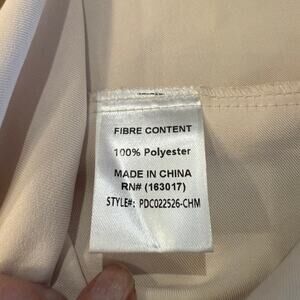 FIBRE CONTENT
100% Polyester
MADE IN CHINA
RN# (163017)
STYLE#: PDC022526-CHM